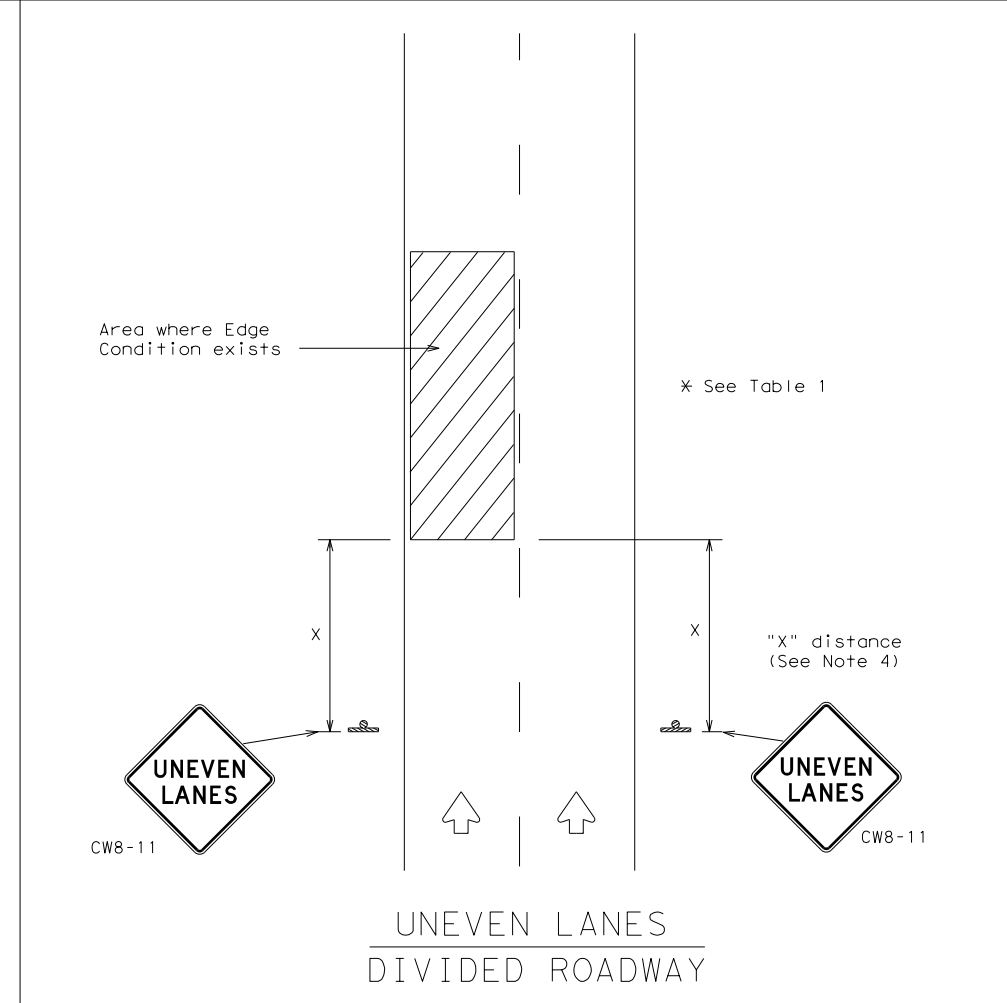 Area where Edge
Condition exists
* See Table 1
X
X
"X" distance
(See Note 4)
UNEVEN
LANES
CW8-11
UNEVEN
LANES
CW8-11
UNEVEN LANES
DIVIDED ROADWAY